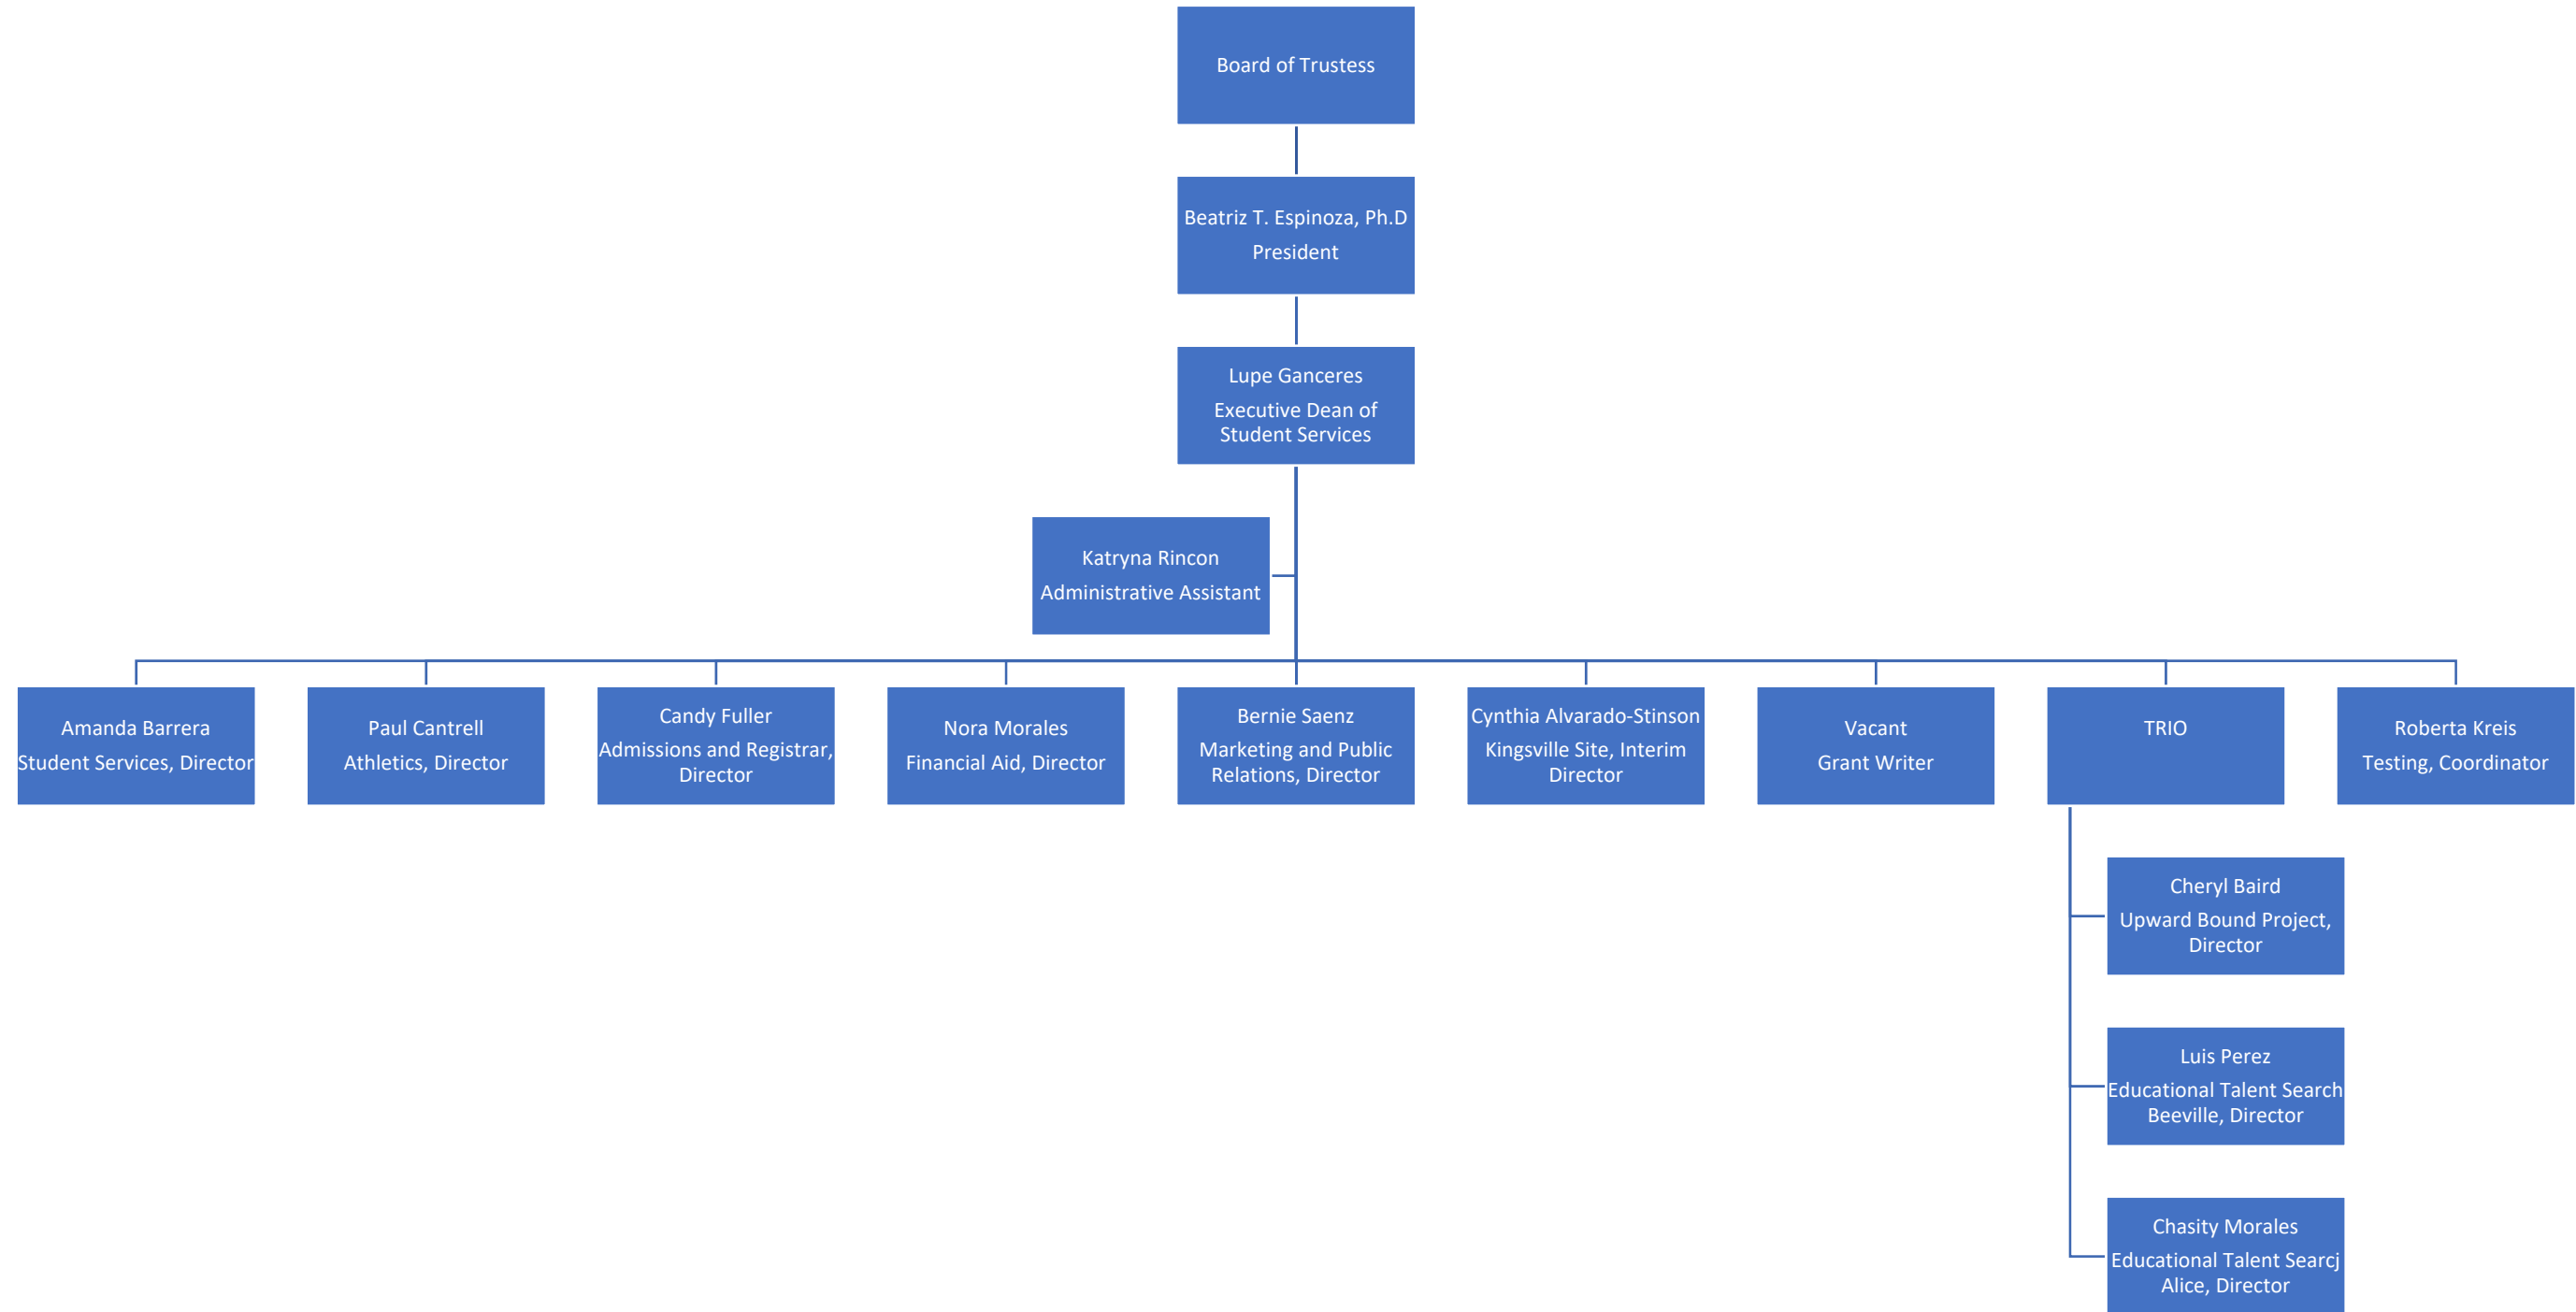 Board of Trustess
Beatriz T. Espinoza, Ph.D
President
Lupe Ganceres
Executive Dean of
Student Services
Katryna Rincon
Administrative Assistant
Amanda Barrera
Student Services, Director
Paul Cantrell
Athletics, Director
Candy Fuller
Admissions and Registrar,
Director
Nora Morales
Financial Aid, Director
Bernie Saenz
Marketing and Public
Relations, Director
Cynthia Alvarado-Stinson
Kingsville Site, Interim
Director
Vacant
Grant Writer
TRIO
Roberta Kreis
Testing, Coordinator
Cheryl Baird
Upward Bound Project,
Director
Luis Perez
Educational Talent Search
Beeville, Director
Chasity Morales
Educational Talent Searcj
Alice, Director